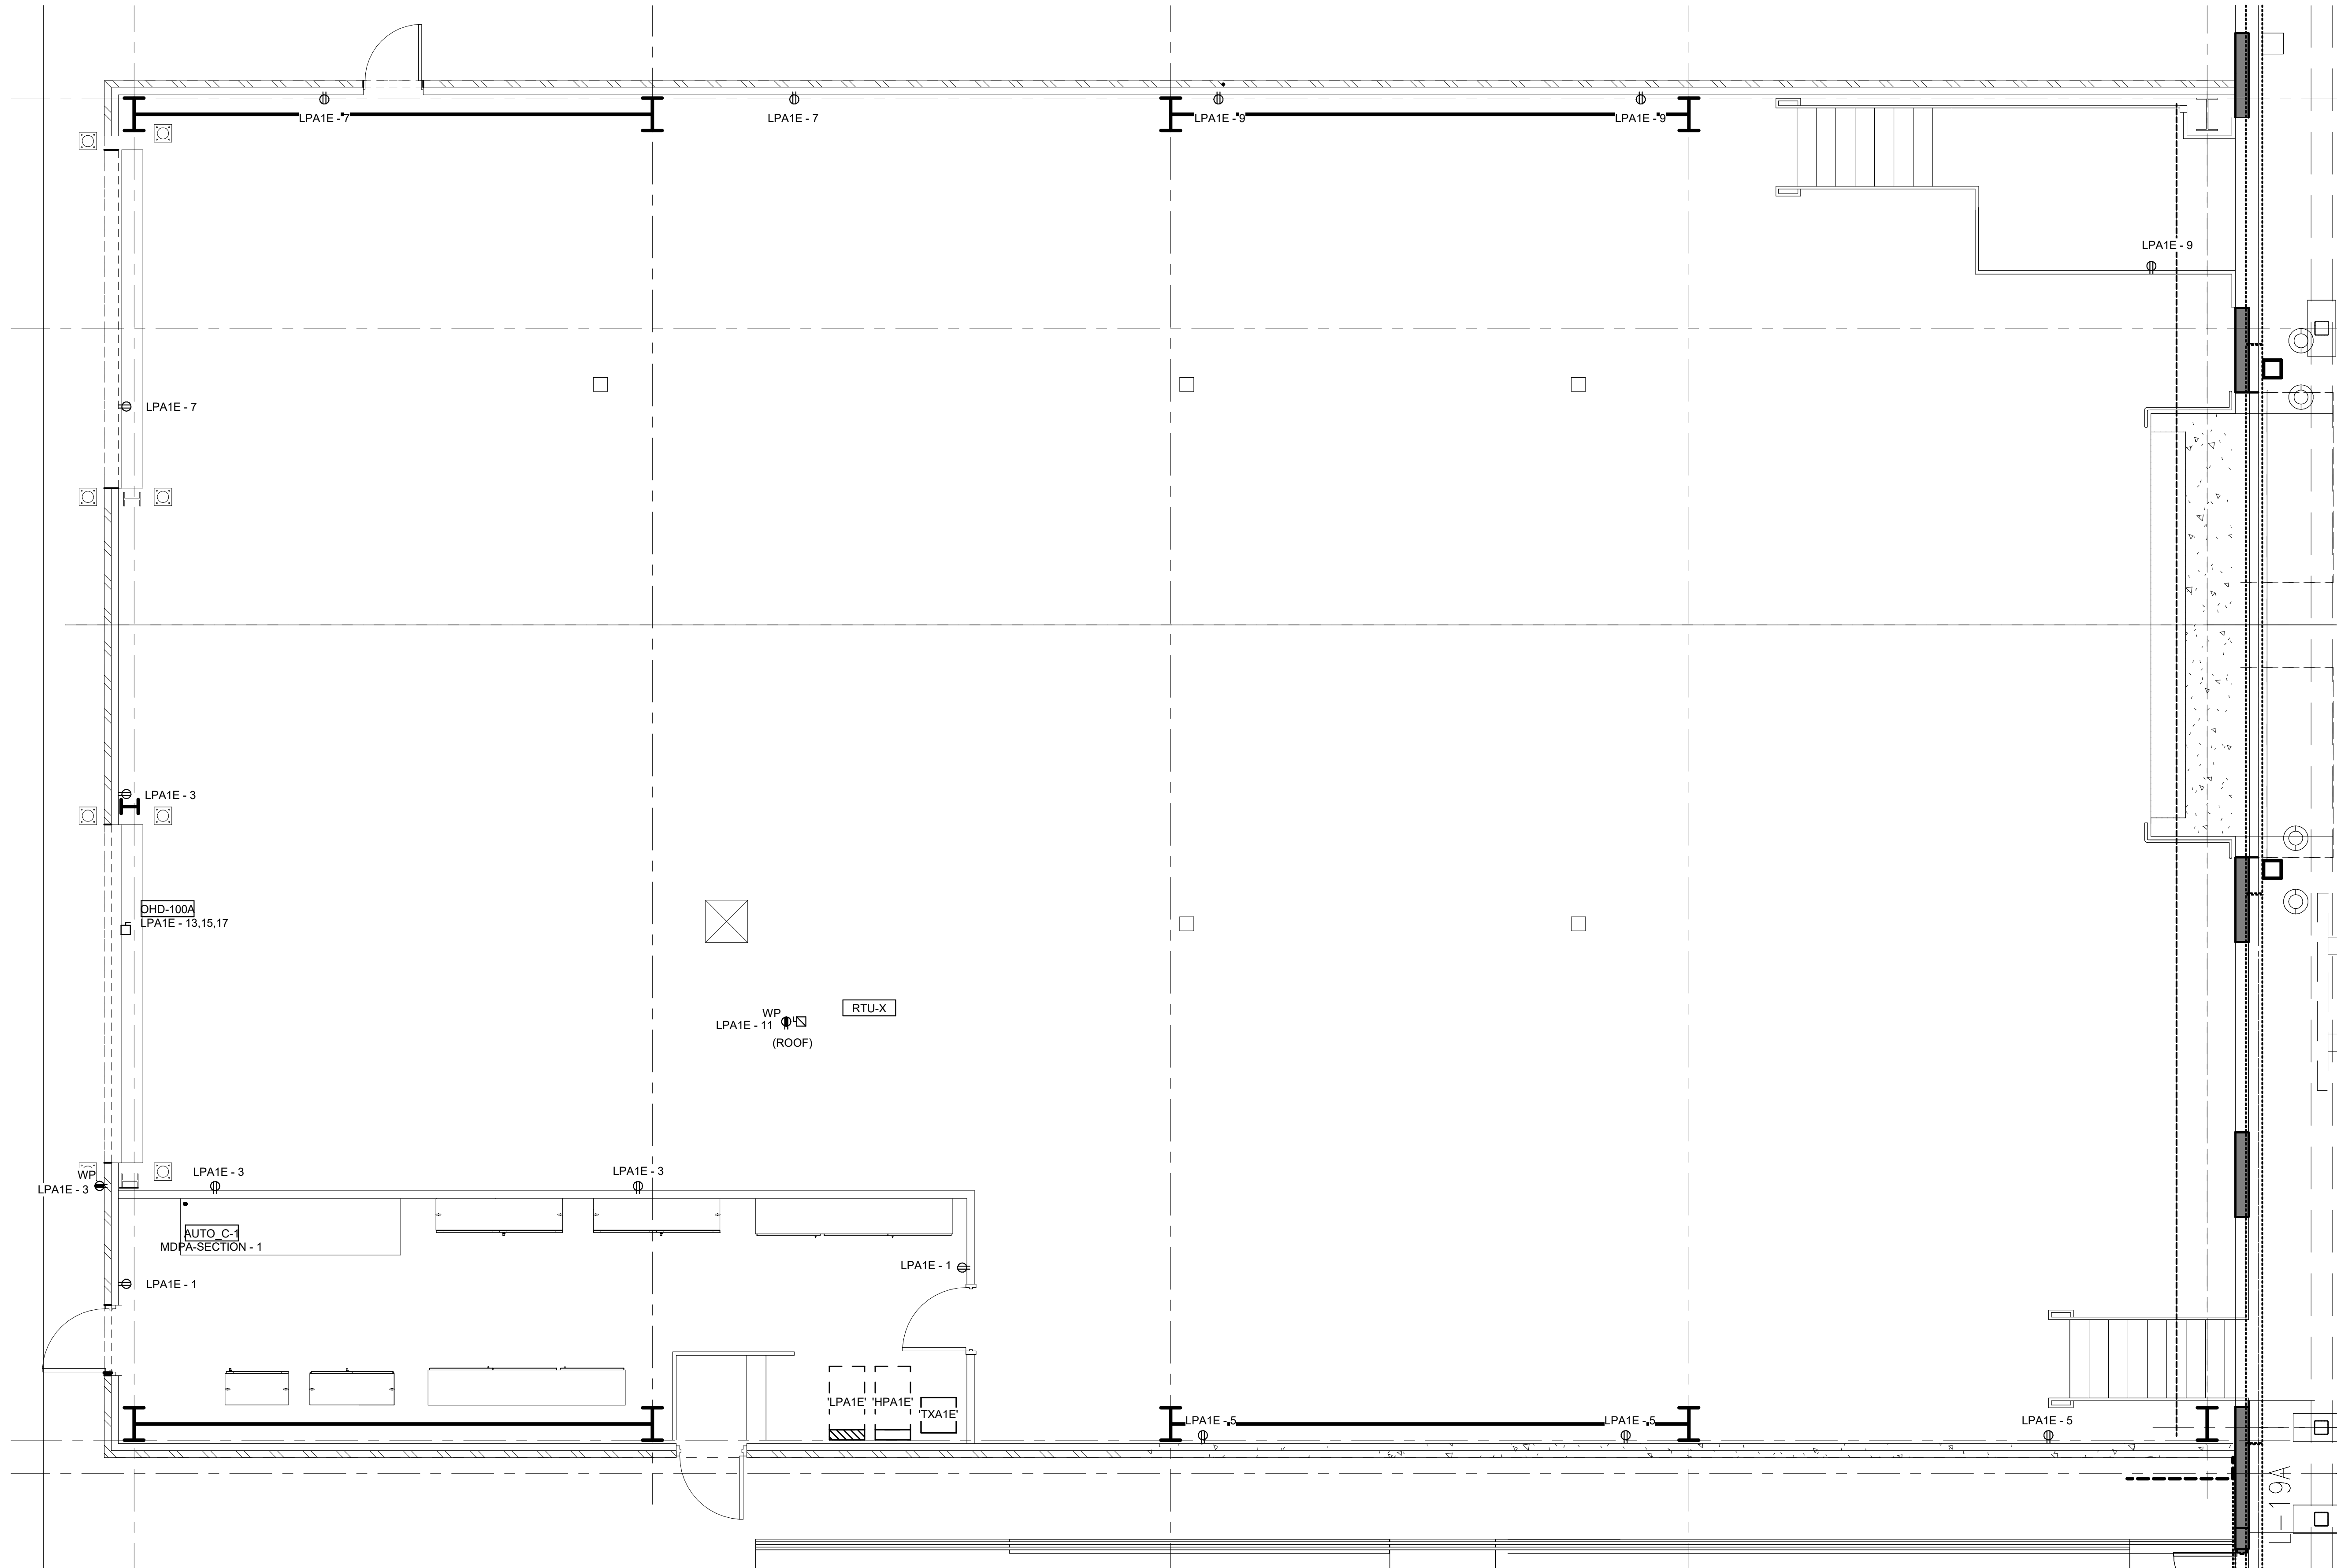 LPA1E - 7
LPA1E - 7
LPA1E - 9
LPA1E - 9
LPA1E - 9
LPA1E - 7
LPA1E - 3
OHD-100A
LPA1E - 13,15,17
RTU-X
WP
LPA1E - 11
(ROOF)
WP
LPA1E - 3
LPA1E - 3
LPA1E - 3
AUTO_C-1
MDPA-SECTION - 1
LPA1E - 1
LPA1E - 1
'LPA1E'
'HPA1E'
'TXA1E'
LPA1E - 5
LPA1E - 5
LPA1E - 5
L-19A